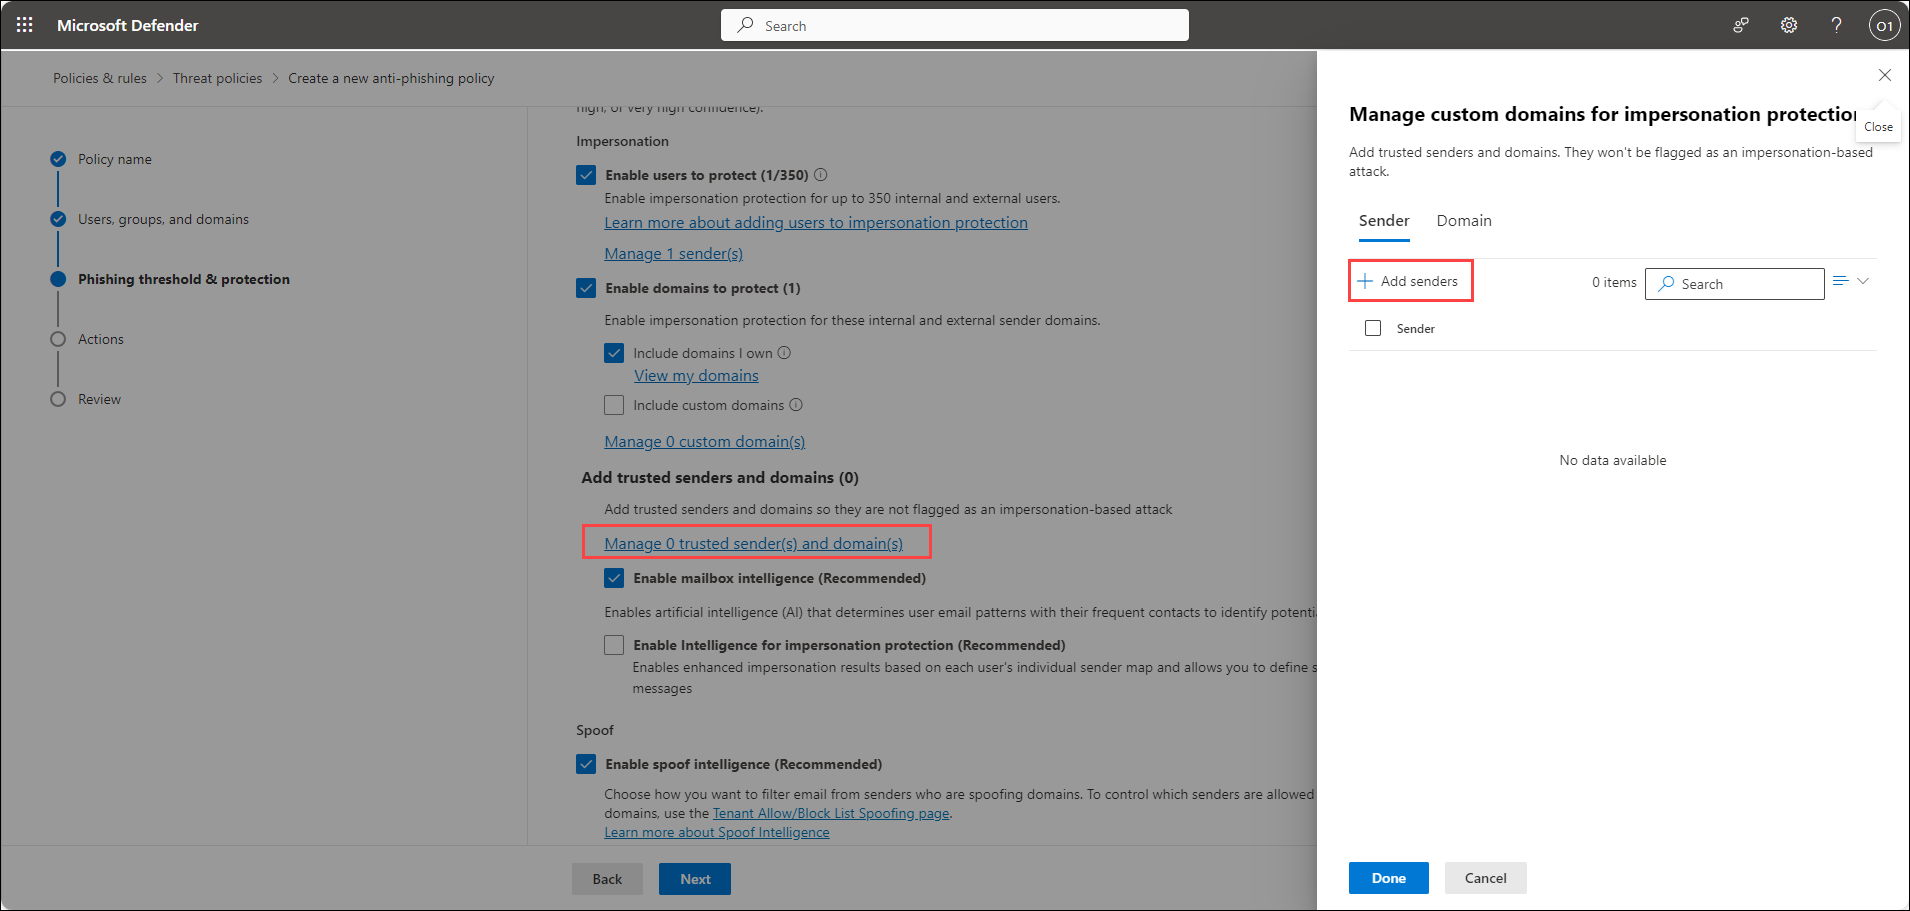 Microsoft Defender
Search
O1
Policies & rules > Threat policies > Create a new anti-phishing policy
Policy name
Users, groups, and domains
Phishing threshold & protection
Actions
Review
high, or very high confidence).
Impersonation
Enable users to protect (1/350)
Enable impersonation protection for up to 350 internal and external users.
Learn more about adding users to impersonation protection
Manage 1 sender(s)
Enable domains to protect (1)
Enable impersonation protection for these internal and external sender domains.
Include domains I own
View my domains
Include custom domains
Manage 0 custom domain(s)
Add trusted senders and domains (0)
Add trusted senders and domains so they are not flagged as an impersonation-based attack
Manage 0 trusted sender(s) and domain(s)
Enable mailbox intelligence (Recommended)
Enables artificial intelligence (AI) that determines user email patterns with their frequent contacts to identify potenti
Enable Intelligence for impersonation protection (Recommended)
Enables enhanced impersonation results based on each user's individual sender map and allows you to define s
messages
Spoof
Enable spoof intelligence (Recommended)
Choose how you want to filter email from senders who are spoofing domains. To control which senders are allowed
domains, use the Tenant Allow/Block List Spoofing page.
Learn more about Spoof Intelligence
Back
Next
Manage custom domains for impersonation protection
Close
Add trusted senders and domains. They won't be flagged as an impersonation-based
attack.
Sender
Domain
Add senders
0 items
Search
Sender
No data available
Done
Cancel